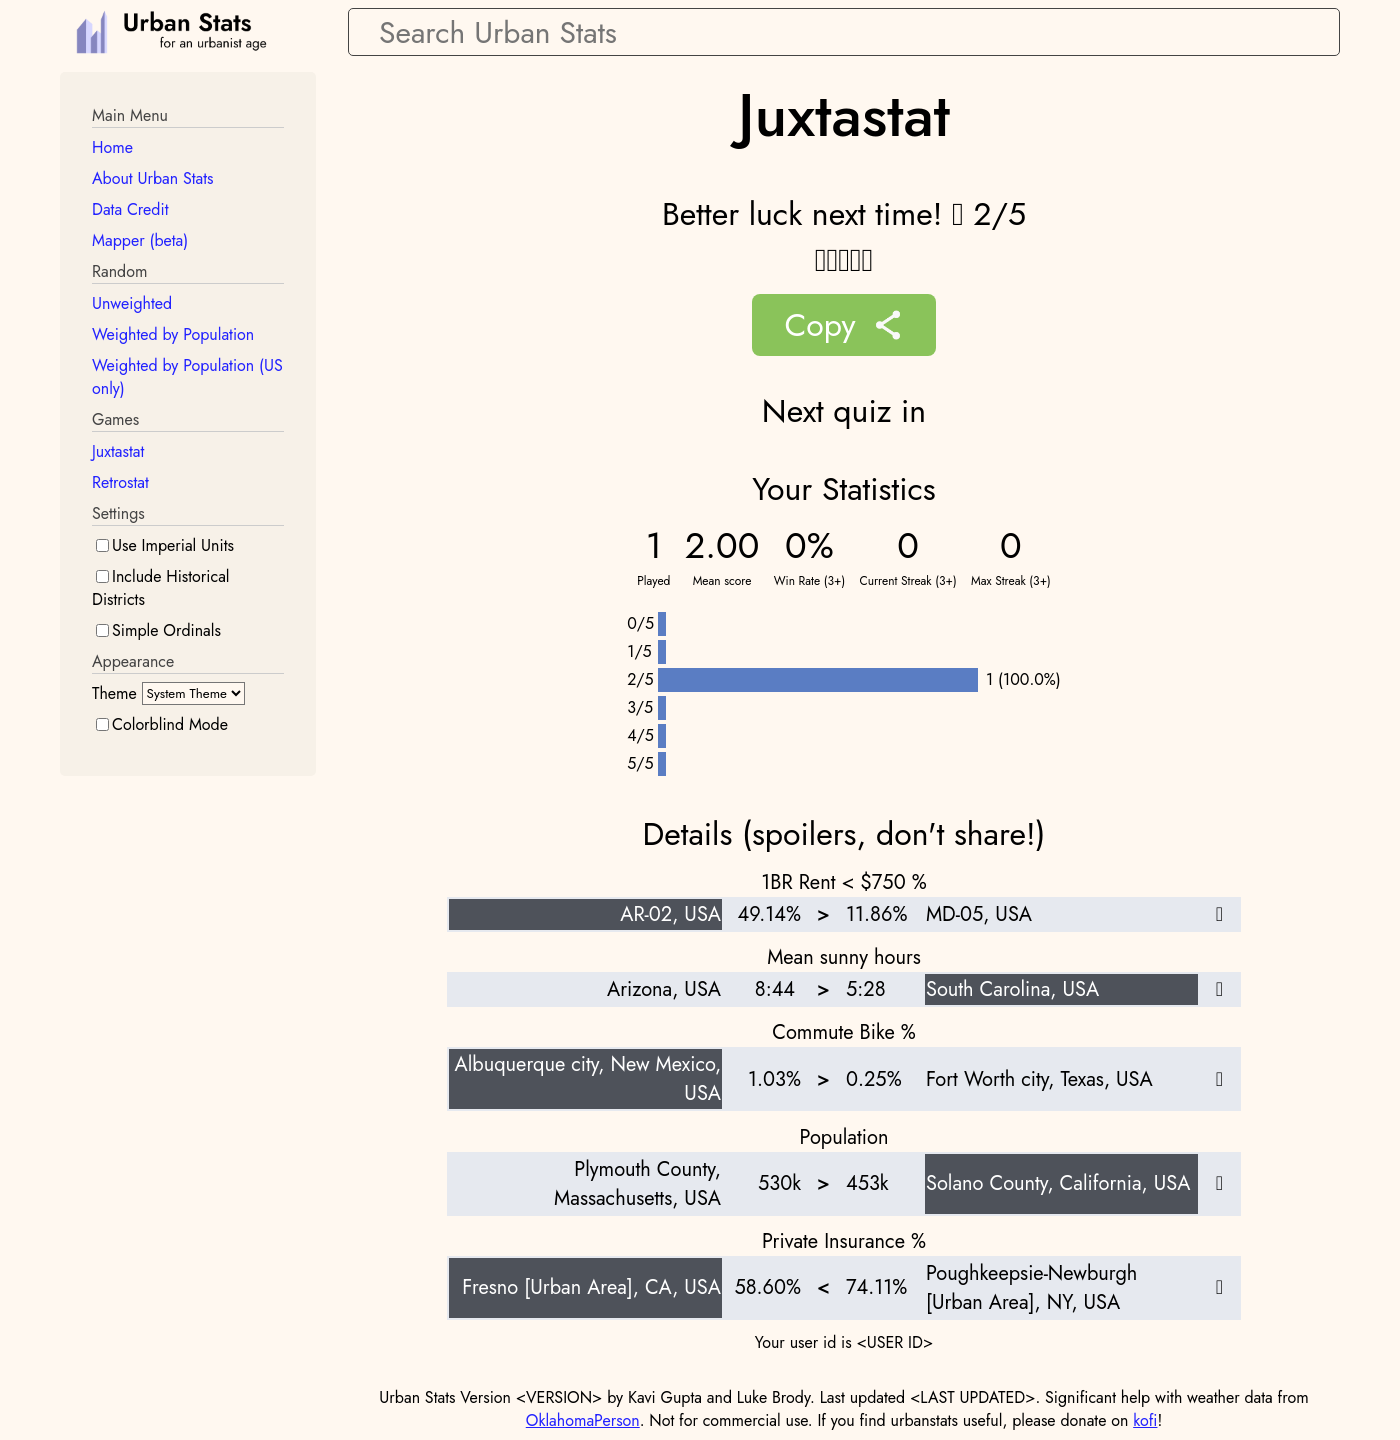 Urban Stats
for an urbanist age
Search Urban Stats
Main Menu
Home
About Urban Stats
Data Credit
Mapper (beta)
Random
Unweighted
Weighted by Population
Weighted by Population (US
only)
Games
Juxtastat
Retrostat
Settings
Use Imperial Units
Include Historical
Districts
Simple Ordinals
Appearance
Theme System Theme
Colorblind Mode
Juxtastat
Better luck next time! 2/5
Copy
Next quiz in
Your Statistics
1 2.00 0% 0 0
Played Mean score Win Rate (3+) Current Streak (3+) Max Streak (3+)
0/5
1/5
2/5 1 (100.0%)
3/5
4/5
5/5
Details (spoilers, don't share!)
1BR Rent < $750 %
AR-02, USA 49.14% > 11.86% MD-05, USA
Mean sunny hours
Arizona, USA 8:44 > 5:28 South Carolina, USA
Commute Bike %
Albuquerque city, New Mexico,
USA 1.03% > 0.25% Fort Worth city, Texas, USA
Population
Plymouth County,
Massachusetts, USA 530k > 453k Solano County, California, USA
Private Insurance %
Fresno [Urban Area], CA, USA 58.60% < 74.11% Poughkeepsie-Newburgh
[Urban Area], NY, USA
Your user id is <USER ID>
Urban Stats Version <VERSION> by Kavi Gupta and Luke Brody. Last updated <LAST UPDATED>. Significant help with weather data from
OklahomaPerson. Not for commercial use. If you find urbanstats useful, please donate on kofi!